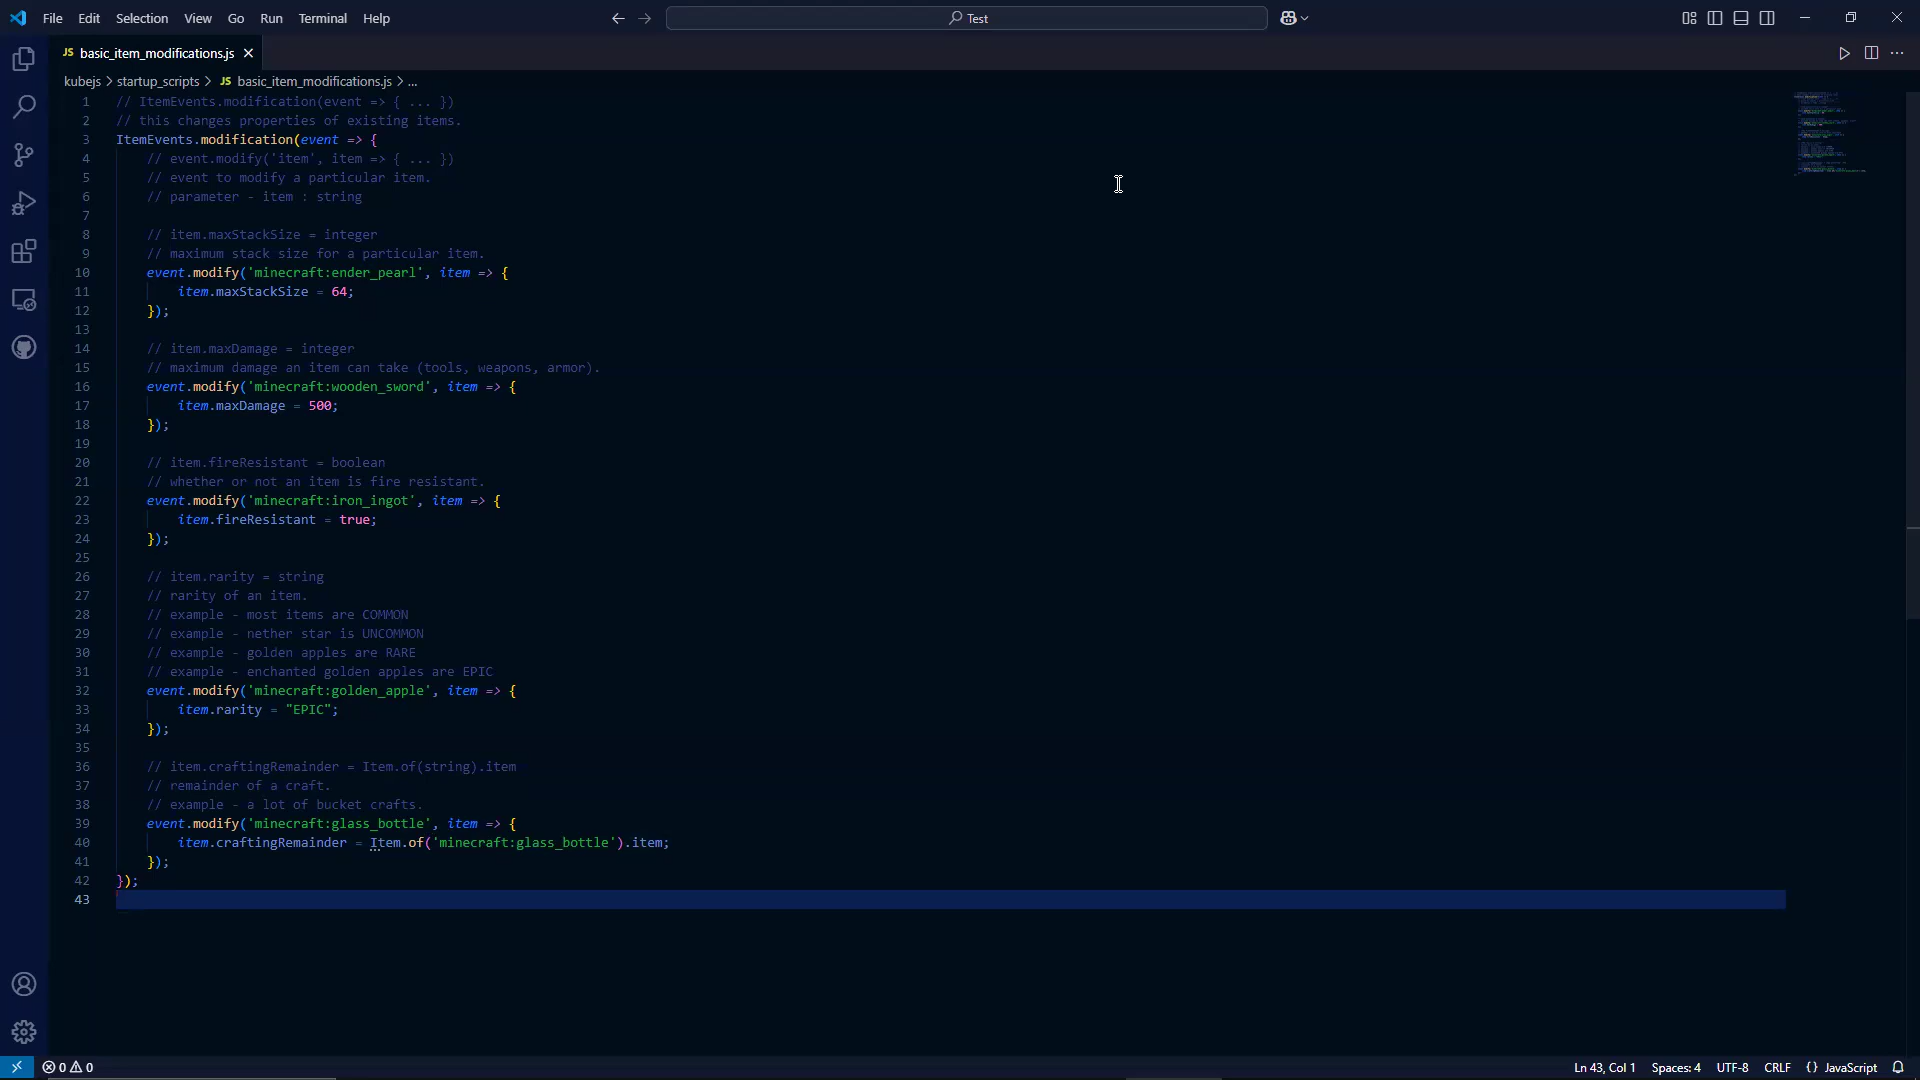 File Edit Selection View Go Run Terminal Help
Test
JS basic_item_modifications.js
kubejs > startup_scripts > JS basic_item_modifications.js > ...
1 // ItemEvents.modification(event => { ... })
2 // this changes properties of existing items.
3 ItemEvents.modification(event => {
4 // event.modify('item', item => { ... })
5 // event to modify a particular item.
6 // parameter - item : string
7
8 // item.maxStackSize = integer
9 // maximum stack size for a particular item.
10 event.modify('minecraft:ender_pearl', item => {
11 item.maxStackSize = 64;
12 });
13
14 // item.maxDamage = integer
15 // maximum damage an item can take (tools, weapons, armor).
16 event.modify('minecraft:wooden_sword', item => {
17 item.maxDamage = 500;
18 });
19
20 // item.fireResistant = boolean
21 // whether or not an item is fire resistant.
22 event.modify('minecraft:iron_ingot', item => {
23 item.fireResistant = true;
24 });
25
26 // item.rarity = string
27 // rarity of an item.
28 // example - most items are COMMON
29 // example - nether star is UNCOMMON
30 // example - golden apples are RARE
31 // example - enchanted golden apples are EPIC
32 event.modify('minecraft:golden_apple', item => {
33 item.rarity = "EPIC";
34 });
35
36 // item.craftingRemainder = Item.of(string).item
37 // remainder of a craft.
38 // example - a lot of bucket crafts.
39 event.modify('minecraft:glass_bottle', item => {
40 item.craftingRemainder = Item.of('minecraft:glass_bottle').item;
41 });
42 });
43
0 0 Ln 43, Col 1 Spaces: 4 UTF-8 CRLF {} JavaScript